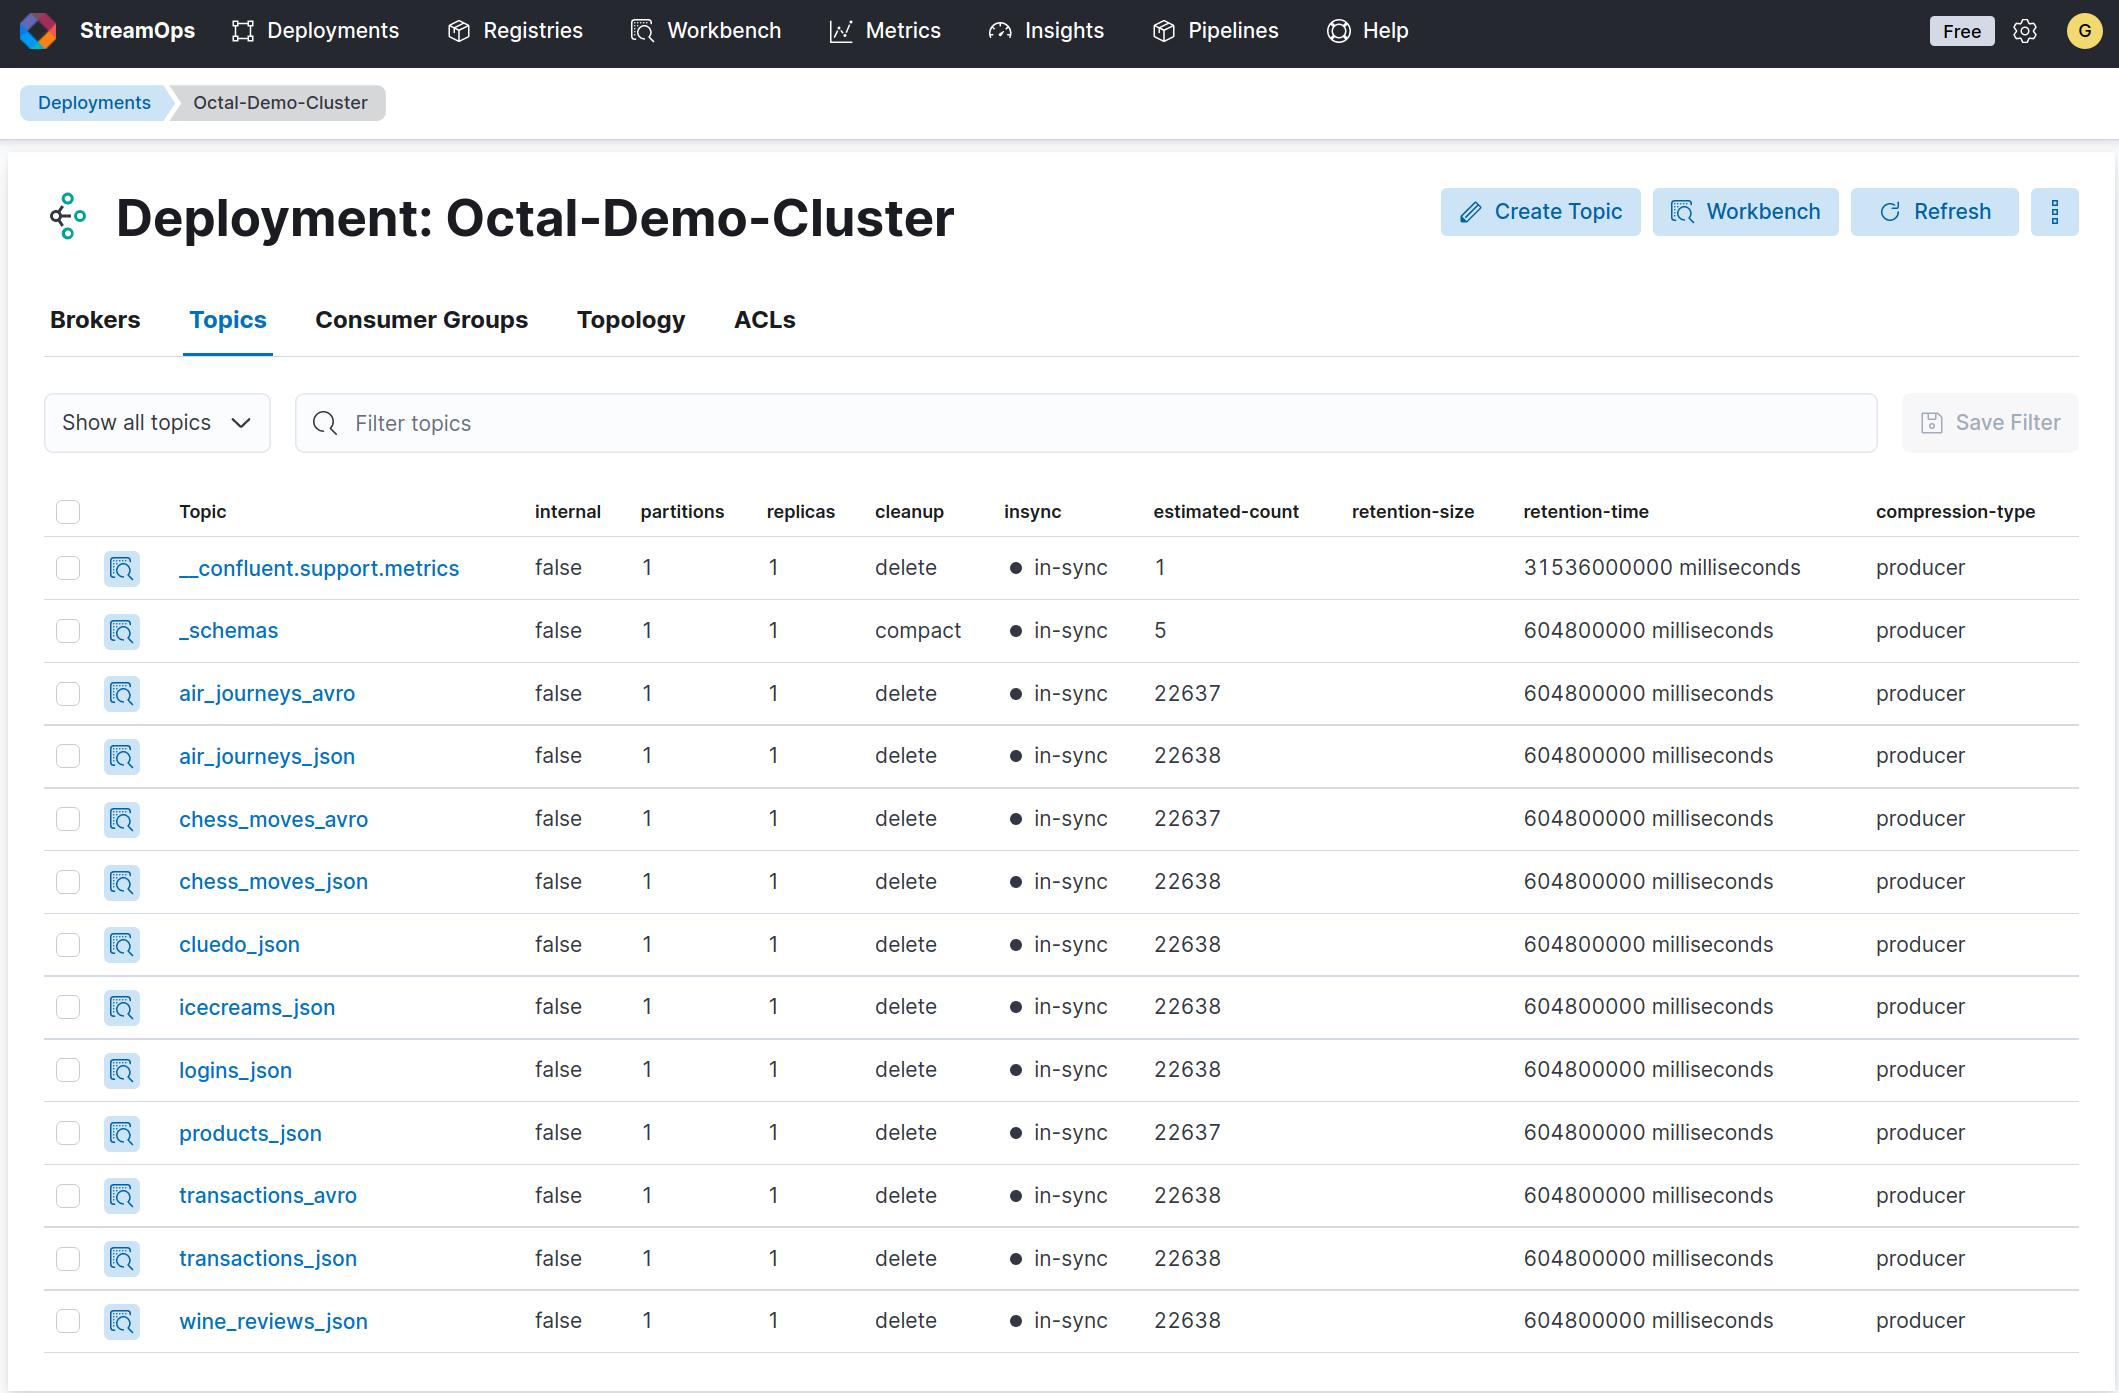 StreamOps Deployments Registries Workbench Metrics Insights Pipelines Help Free G
Deployments Octal-Demo-Cluster
Deployment: Octal-Demo-Cluster Create Topic Workbench Refresh
Brokers Topics Consumer Groups Topology ACLs
Show all topics Filter topics Save Filter
Topic internal partitions replicas cleanup insync estimated-count retention-size retention-time compression-type
__confluent.support.metrics false 1 1 delete in-sync 1 31536000000 milliseconds producer
_schemas false 1 1 compact in-sync 5 604800000 milliseconds producer
air_journeys_avro false 1 1 delete in-sync 22637 604800000 milliseconds producer
air_journeys_json false 1 1 delete in-sync 22638 604800000 milliseconds producer
chess_moves_avro false 1 1 delete in-sync 22637 604800000 milliseconds producer
chess_moves_json false 1 1 delete in-sync 22638 604800000 milliseconds producer
cluedo_json false 1 1 delete in-sync 22638 604800000 milliseconds producer
icecreams_json false 1 1 delete in-sync 22638 604800000 milliseconds producer
logins_json false 1 1 delete in-sync 22638 604800000 milliseconds producer
products_json false 1 1 delete in-sync 22637 604800000 milliseconds producer
transactions_avro false 1 1 delete in-sync 22638 604800000 milliseconds producer
transactions_json false 1 1 delete in-sync 22638 604800000 milliseconds producer
wine_reviews_json false 1 1 delete in-sync 22638 604800000 milliseconds producer